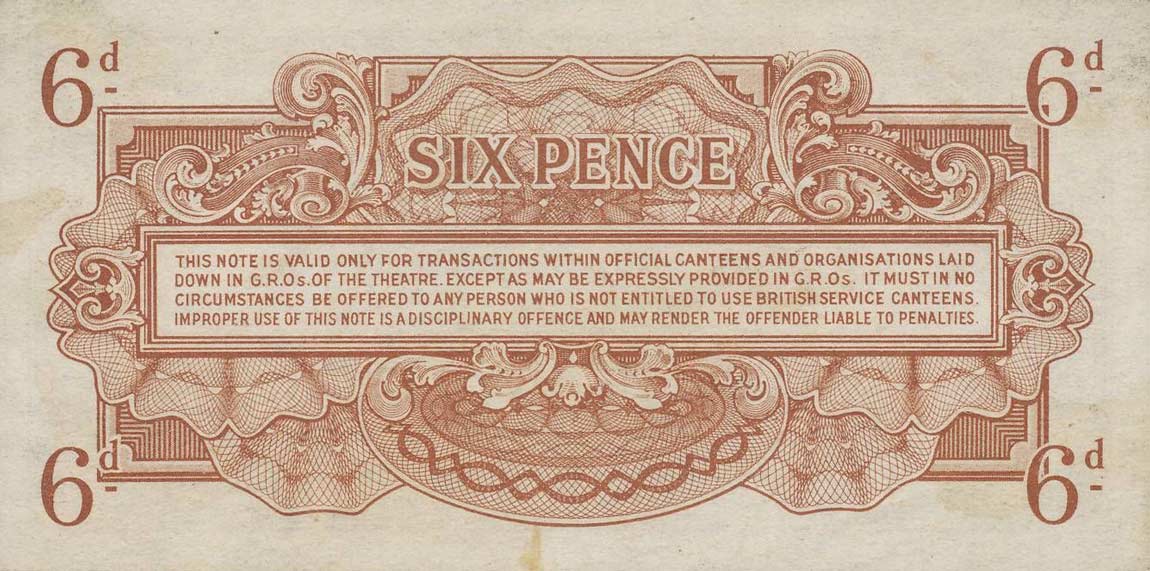 6d 6d
SIX PENCE
THIS NOTE IS VALID ONLY FOR TRANSACTIONS WITHIN OFFICIAL CANTEENS AND ORGANISATIONS LAID
DOWN IN G.R.Os. OF THE THEATRE. EXCEPT AS MAY BE EXPRESSLY PROVIDED IN G.R.Os. IT MUST IN NO
CIRCUMSTANCES BE OFFERED TO ANY PERSON WHO IS NOT ENTITLED TO USE BRITISH SERVICE CANTEENS.
IMPROPER USE OF THIS NOTE IS A DISCIPLINARY OFFENCE AND MAY RENDER THE OFFENDER LIABLE TO PENALTIES.
6d 6d